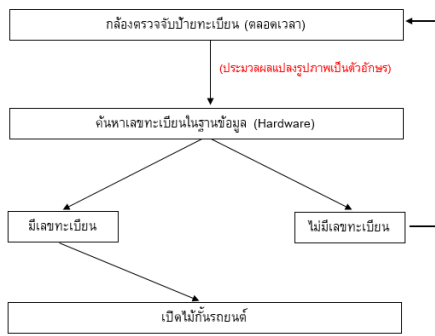 กล้องตรวจจับป้ายทะเบียน (ตลอดเวลา)
(ประมวลผลแปลงรูปภาพเป็นตัวอักษร)
ค้นหาเลขทะเบียนในฐานข้อมูล (Hardware)
มีเลขทะเบียน
ไม่มีเลขทะเบียน
เปิดไม้กั้นรถยนต์